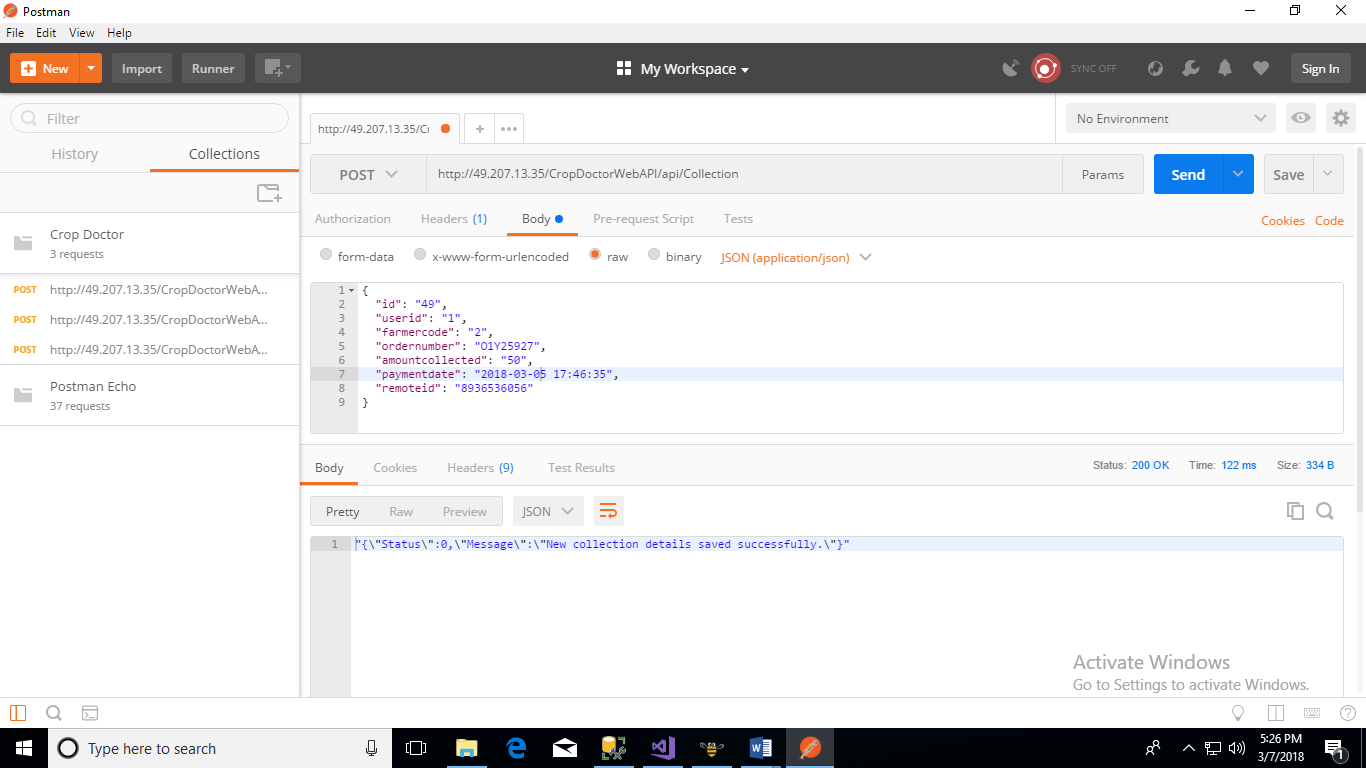 Postman
File Edit View Help
New Import Runner My Workspace SYNC OFF Sign In
Filter
History Collections
Crop Doctor
3 requests
POST http://49.207.13.35/CropDoctorWebA...
POST http://49.207.13.35/CropDoctorWebA...
POST http://49.207.13.35/CropDoctorWebA...
Postman Echo
37 requests
http://49.207.13.35/Cr + ••• No Environment
POST http://49.207.13.35/CropDoctorWebAPI/api/Collection Params Send Save
Authorization Headers (1) Body Pre-request Script Tests Cookies Code
form-data x-www-form-urlencoded raw binary JSON (application/json)
1 {
2 "id": "49",
3 "userid": "1",
4 "farmercode": "2",
5 "ordernumber": "O1Y25927",
6 "amountcollected": "50",
7 "paymentdate": "2018-03-05 17:46:35",
8 "remoteid": "8936536056"
9 }
Body Cookies Headers (9) Test Results Status: 200 OK Time: 122 ms Size: 334 B
Pretty Raw Preview JSON
1 "{\"Status\":0,\"Message\":\"New collection details saved successfully.\"}"
Activate Windows
Go to Settings to activate Windows.
Type here to search
5:26 PM
3/7/2018
1